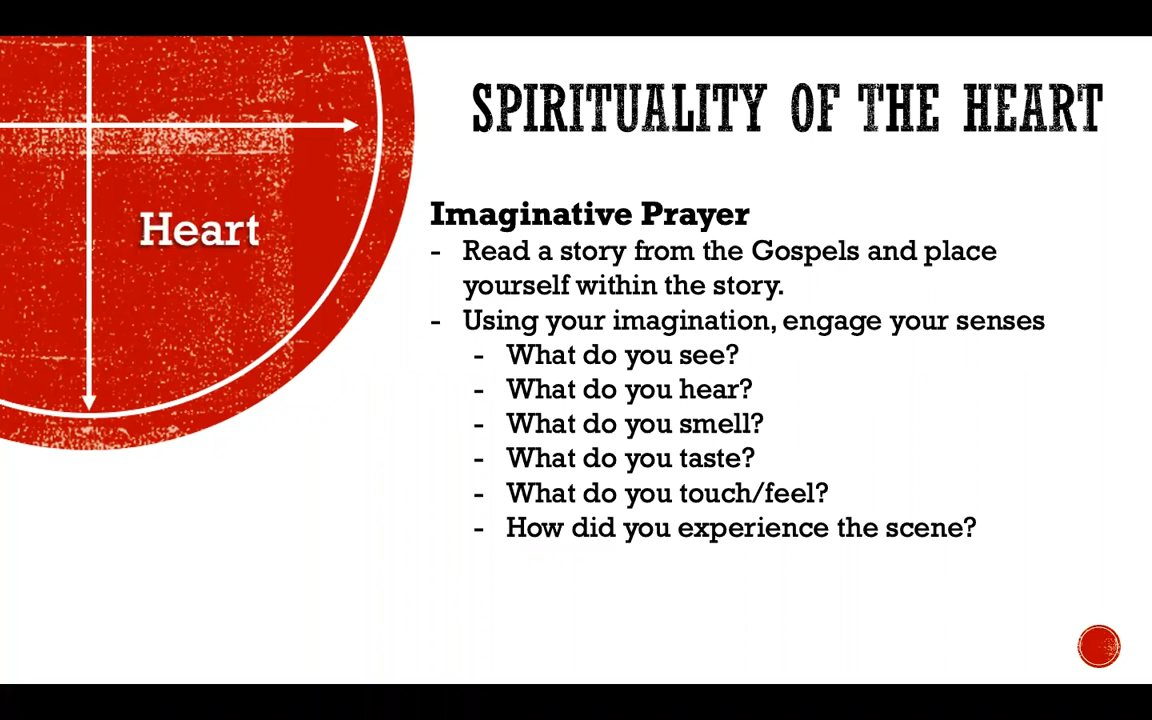 SPIRITUALITY OF THE HEART
Heart
Imaginative Prayer
- Read a story from the Gospels and place
yourself within the story.
- Using your imagination, engage your senses
- What do you see?
- What do you hear?
- What do you smell?
- What do you taste?
- What do you touch/feel?
- How did you experience the scene?